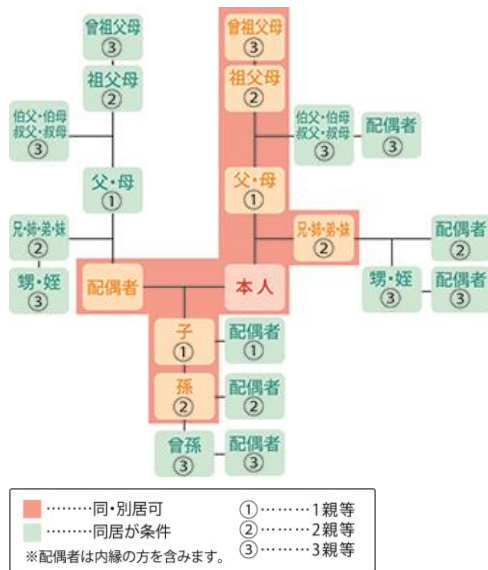 曾祖父母
③
曾祖父母
③
祖父母
②
祖父母
②
伯父・伯母
叔父・叔母
③
伯父・伯母
叔父・叔母
③
配偶者
③
父・母
①
父・母
①
兄・姉・弟・妹
②
兄・姉・弟・妹
②
配偶者
②
甥・姪
③
配偶者
本人
甥・姪
③
配偶者
③
子
①
配偶者
①
孫
②
配偶者
②
曾孫
③
配偶者
③
………同・別居可
………同居が条件
※配偶者は内縁の方を含みます。
①………1親等
②………2親等
③………3親等